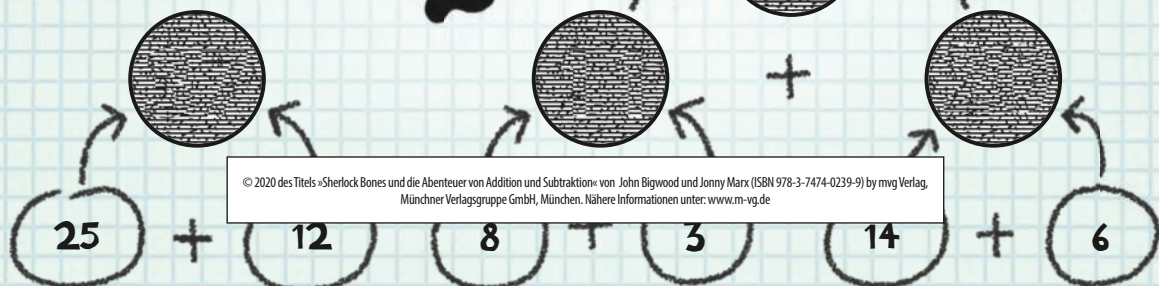 +
© 2020 des Titels »Sherlock Bones und die Abenteuer von Addition und Subtraktion« von John Bigwood und Jonny Marx (ISBN 978-3-7474-0239-9) by mvg Verlag,
Münchner Verlagsgruppe GmbH, München. Nähere Informationen unter: www.m-vg.de
25 + 12 8 + 3 14 + 6